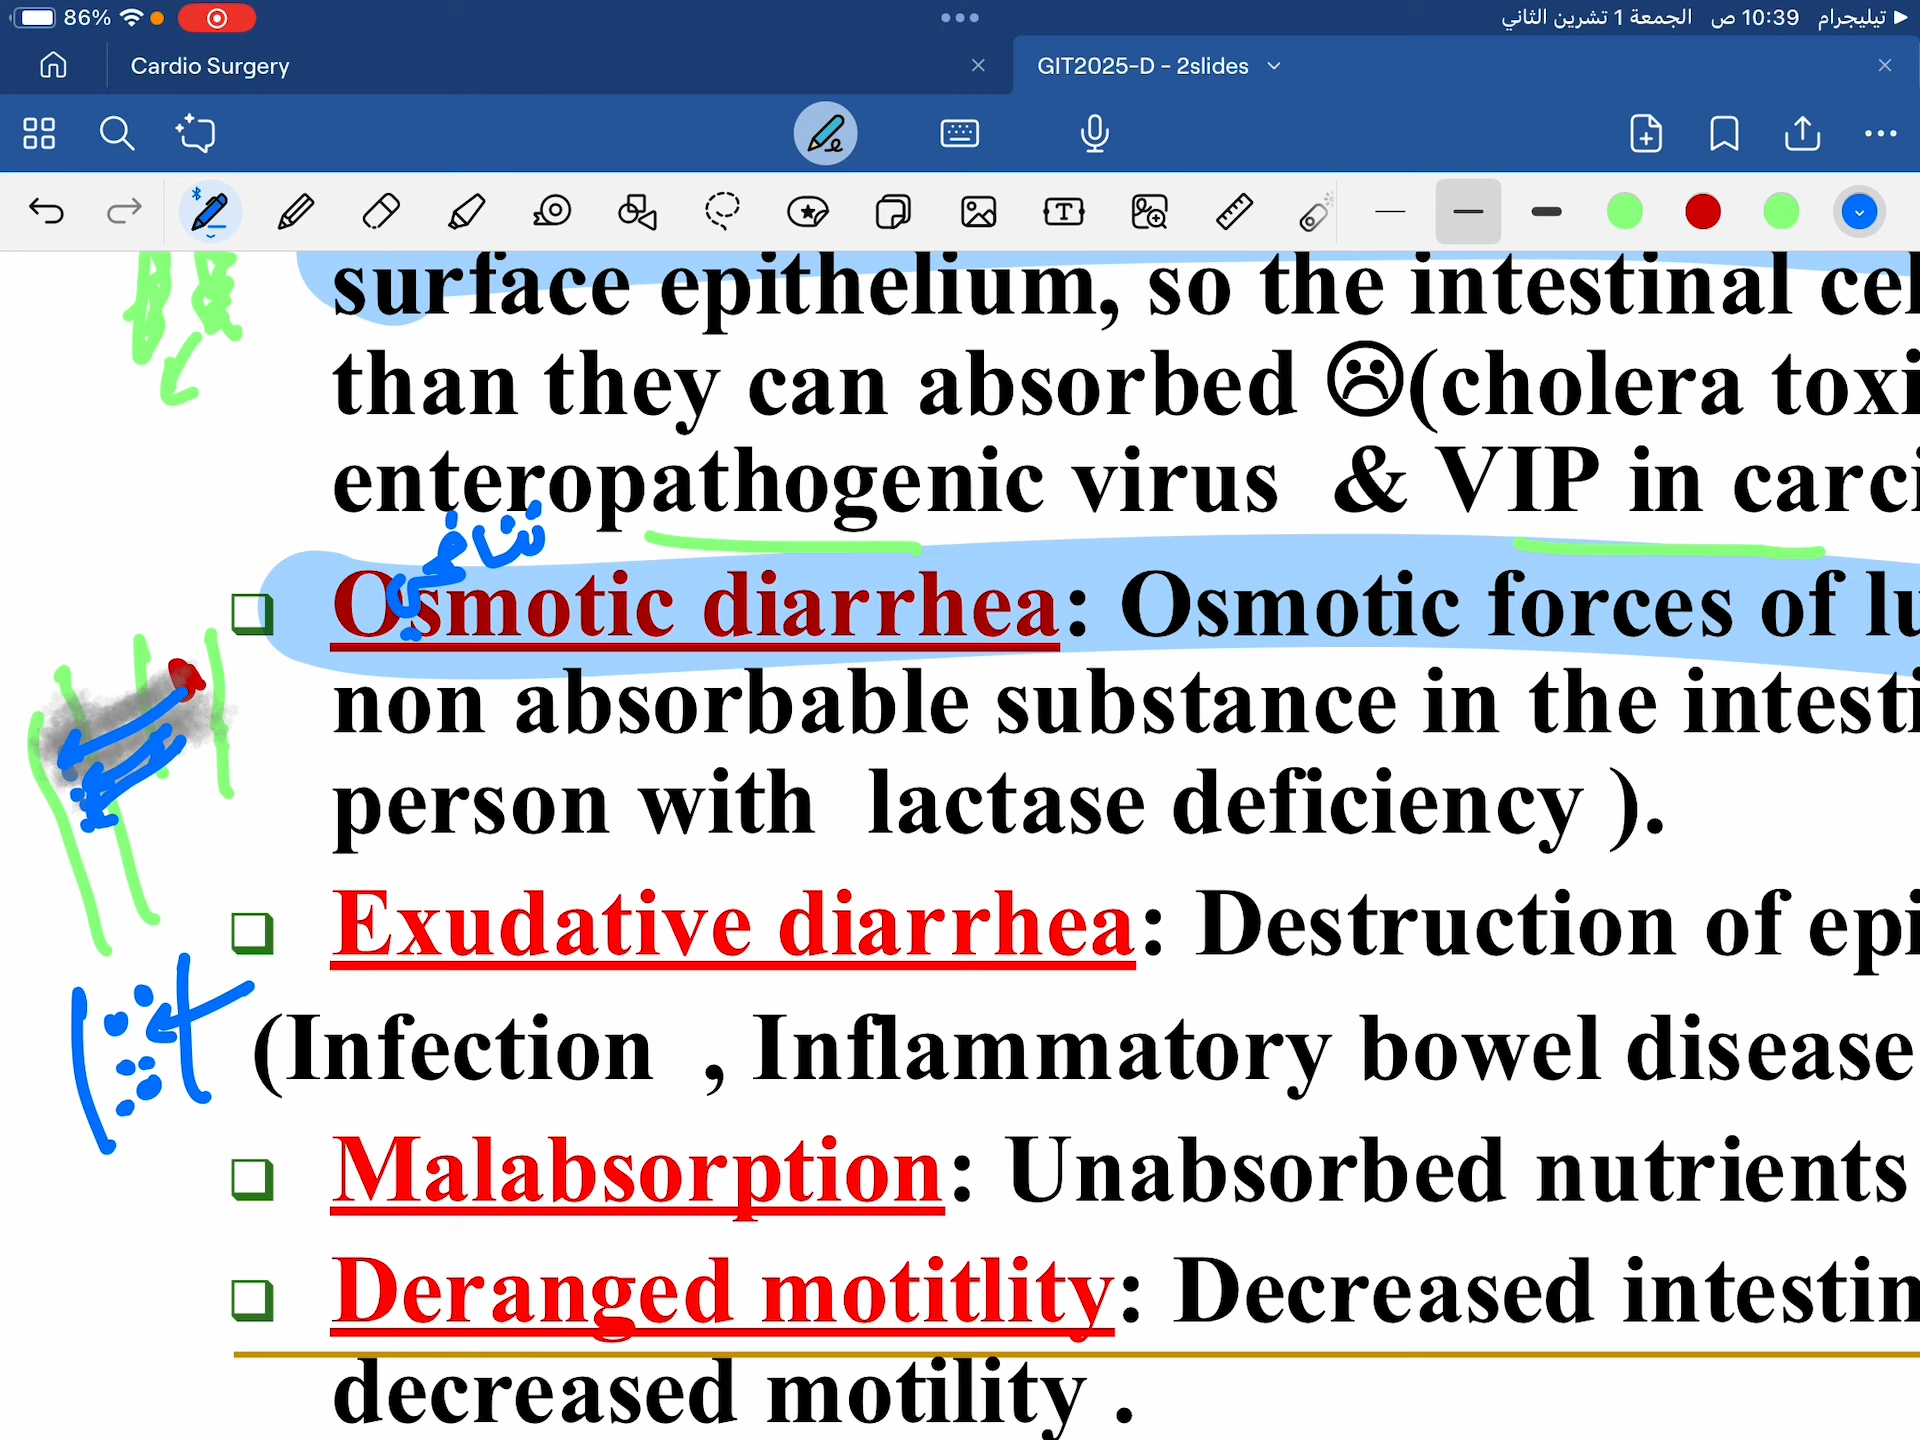 86%
تيليجرام 10:39 ص الجمعة 1 تشرين الثاني
Cardio Surgery
GIT2025-D - 2slides
surface epithelium, so the intestinal cel
than they can absorbed ☹(cholera toxi
enteropathogenic virus & VIP in carci
تناضحي
Osmotic diarrhea: Osmotic forces of lu
non absorbable substance in the intesti
person with lactase deficiency ).
Exudative diarrhea: Destruction of epi
(Infection , Inflammatory bowel disease
Malabsorption: Unabsorbed nutrients
Deranged motitlity: Decreased intestin
decreased motility .